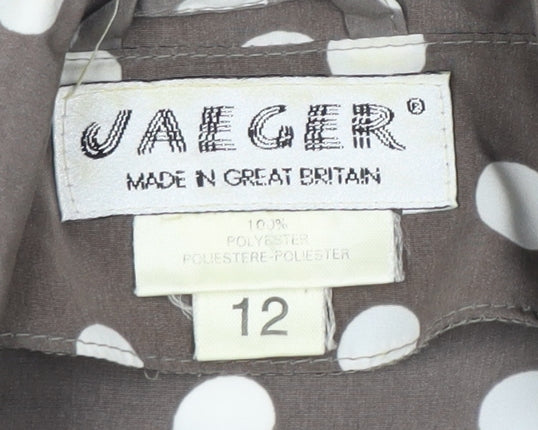 JAEGER®
MADE IN GREAT BRITAIN
100%
POLYESTER
POLIESTERE-POLIESTER
12